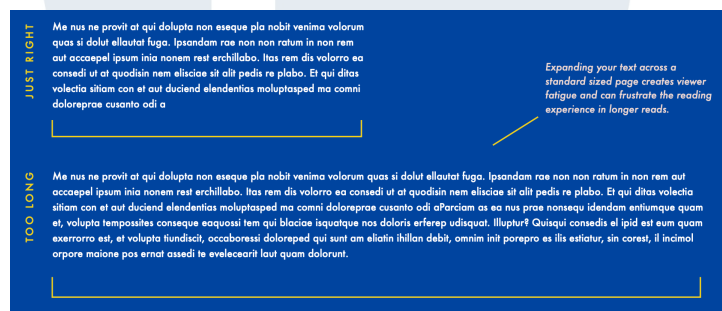 JUST RIGHT
Me nus ne provit at qui dolupta non eseque pla nobit venima volorum
quas si dolut ellautat fuga. Ipsandam rae non non ratum in non rem
aut accaepel ipsum inia nonem rest erchillabo. Itas rem dis volorro ea
consedi ut at quodisin nem elisciae sit alit pedis re plabo. Et qui ditas
volectia sitiam con et aut duciend elendentias moluptasped ma comni
doloreprae cusanto odi a
Expanding your text across a
standard sized page creates viewer
fatigue and can frustrate the reading
experience in longer reads.
TOO LONG
Me nus ne provit at qui dolupta non eseque pla nobit venima volorum quas si dolut ellautat fuga. Ipsandam rae non non ratum in non rem aut
accaepel ipsum inia nonem rest erchillabo. Itas rem dis volorro ea consedi ut at quodisin nem elisciae sit alit pedis re plabo. Et qui ditas volectia
sitiam con et aut duciend elendentias moluptasped ma comni doloreprae cusanto odi aParciam as ea nus prae nonsequ idendam entiumque quam
et, volupta tempossites conseque eaquossi tem qui blaciae isquatque nos doloris erferep udisquat. Illuptur? Quisqui consedis el ipid est eum quam
exerrorro est, et volupta tiundiscit, occaboressi doloreped qui sunt am eliatin ihillan debit, omnim init porepro es ilis estiatur, sin corest, il incimol
orpore maione pos ernat assedi te evelecearit laut quam dolorunt.